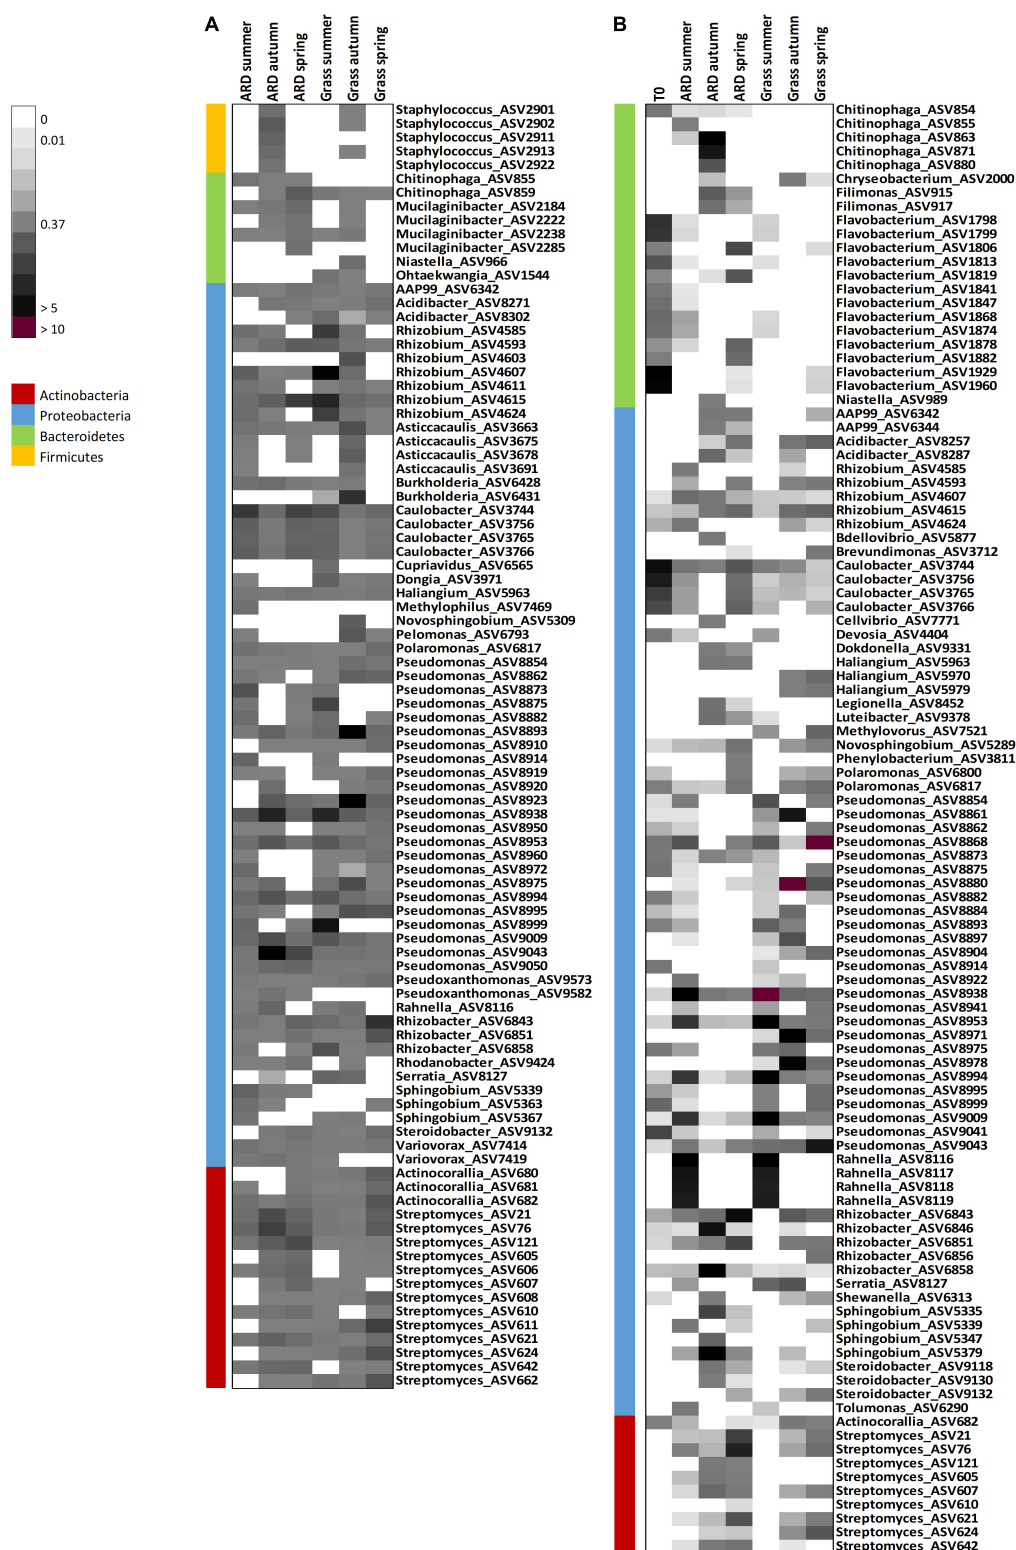 A
ARD summer
ARD autumn
ARD spring
Grass summer
Grass autumn
Grass spring
B
T0
ARD summer
ARD autumn
ARD spring
Grass summer
Grass autumn
Grass spring
0
0.01
0.37
> 5
> 10
Actinobacteria
Proteobacteria
Bacteroidetes
Firmicutes
Staphylococcus_ASV2901
Staphylococcus_ASV2902
Staphylococcus_ASV2911
Staphylococcus_ASV2913
Staphylococcus_ASV2922
Chitinophaga_ASV855
Chitinophaga_ASV859
Mucilaginibacter_ASV2184
Mucilaginibacter_ASV2222
Mucilaginibacter_ASV2238
Mucilaginibacter_ASV2285
Niastella_ASV966
Ohtaekwangia_ASV1544
AAP99_ASV6342
Acidibacter_ASV8271
Acidibacter_ASV8302
Rhizobium_ASV4585
Rhizobium_ASV4593
Rhizobium_ASV4603
Rhizobium_ASV4607
Rhizobium_ASV4611
Rhizobium_ASV4615
Rhizobium_ASV4624
Asticcacaulis_ASV3663
Asticcacaulis_ASV3675
Asticcacaulis_ASV3678
Asticcacaulis_ASV3691
Burkholderia_ASV6428
Burkholderia_ASV6431
Caulobacter_ASV3744
Caulobacter_ASV3756
Caulobacter_ASV3765
Caulobacter_ASV3766
Cupriavidus_ASV6565
Dongia_ASV3971
Haliangium_ASV5963
Methylophilus_ASV7469
Novosphingobium_ASV5309
Pelomonas_ASV6793
Polaromonas_ASV6817
Pseudomonas_ASV8854
Pseudomonas_ASV8862
Pseudomonas_ASV8873
Pseudomonas_ASV8875
Pseudomonas_ASV8882
Pseudomonas_ASV8893
Pseudomonas_ASV8910
Pseudomonas_ASV8914
Pseudomonas_ASV8919
Pseudomonas_ASV8920
Pseudomonas_ASV8923
Pseudomonas_ASV8938
Pseudomonas_ASV8950
Pseudomonas_ASV8953
Pseudomonas_ASV8960
Pseudomonas_ASV8972
Pseudomonas_ASV8975
Pseudomonas_ASV8994
Pseudomonas_ASV8995
Pseudomonas_ASV8999
Pseudomonas_ASV9009
Pseudomonas_ASV9043
Pseudomonas_ASV9050
Pseudoxanthomonas_ASV9573
Pseudoxanthomonas_ASV9582
Rahnella_ASV8116
Rhizobacter_ASV6843
Rhizobacter_ASV6851
Rhizobacter_ASV6858
Rhodanobacter_ASV9424
Serratia_ASV8127
Sphingobium_ASV5339
Sphingobium_ASV5363
Sphingobium_ASV5367
Steroidobacter_ASV9132
Variovorax_ASV7414
Variovorax_ASV7419
Actinocorallia_ASV680
Actinocorallia_ASV681
Actinocorallia_ASV682
Streptomyces_ASV21
Streptomyces_ASV76
Streptomyces_ASV121
Streptomyces_ASV605
Streptomyces_ASV606
Streptomyces_ASV607
Streptomyces_ASV608
Streptomyces_ASV610
Streptomyces_ASV611
Streptomyces_ASV621
Streptomyces_ASV624
Streptomyces_ASV642
Streptomyces_ASV662
Chitinophaga_ASV854
Chitinophaga_ASV855
Chitinophaga_ASV863
Chitinophaga_ASV871
Chitinophaga_ASV880
Chryseobacterium_ASV2000
Filimonas_ASV915
Filimonas_ASV917
Flavobacterium_ASV1798
Flavobacterium_ASV1799
Flavobacterium_ASV1806
Flavobacterium_ASV1813
Flavobacterium_ASV1819
Flavobacterium_ASV1841
Flavobacterium_ASV1847
Flavobacterium_ASV1868
Flavobacterium_ASV1874
Flavobacterium_ASV1878
Flavobacterium_ASV1882
Flavobacterium_ASV1929
Flavobacterium_ASV1960
Niastella_ASV989
AAP99_ASV6342
AAP99_ASV6344
Acidibacter_ASV8257
Acidibacter_ASV8287
Rhizobium_ASV4585
Rhizobium_ASV4593
Rhizobium_ASV4607
Rhizobium_ASV4615
Rhizobium_ASV4624
Bdellovibrio_ASV5877
Brevundimonas_ASV3712
Caulobacter_ASV3744
Caulobacter_ASV3756
Caulobacter_ASV3765
Caulobacter_ASV3766
Cellvibrio_ASV7771
Devosia_ASV4404
Dokdonella_ASV9331
Haliangium_ASV5963
Haliangium_ASV5970
Haliangium_ASV5979
Legionella_ASV8452
Luteibacter_ASV9378
Methylovorus_ASV7521
Novosphingobium_ASV5289
Phenylobacterium_ASV3811
Polaromonas_ASV6800
Polaromonas_ASV6817
Pseudomonas_ASV8854
Pseudomonas_ASV8861
Pseudomonas_ASV8862
Pseudomonas_ASV8868
Pseudomonas_ASV8873
Pseudomonas_ASV8875
Pseudomonas_ASV8880
Pseudomonas_ASV8882
Pseudomonas_ASV8884
Pseudomonas_ASV8893
Pseudomonas_ASV8897
Pseudomonas_ASV8904
Pseudomonas_ASV8914
Pseudomonas_ASV8922
Pseudomonas_ASV8938
Pseudomonas_ASV8941
Pseudomonas_ASV8953
Pseudomonas_ASV8971
Pseudomonas_ASV8975
Pseudomonas_ASV8978
Pseudomonas_ASV8994
Pseudomonas_ASV8995
Pseudomonas_ASV8999
Pseudomonas_ASV9009
Pseudomonas_ASV9041
Pseudomonas_ASV9043
Rahnella_ASV8116
Rahnella_ASV8117
Rahnella_ASV8118
Rahnella_ASV8119
Rhizobacter_ASV6843
Rhizobacter_ASV6846
Rhizobacter_ASV6851
Rhizobacter_ASV6856
Rhizobacter_ASV6858
Serratia_ASV8127
Shewanella_ASV6313
Sphingobium_ASV5335
Sphingobium_ASV5339
Sphingobium_ASV5347
Sphingobium_ASV5379
Steroidobacter_ASV9118
Steroidobacter_ASV9130
Steroidobacter_ASV9132
Tolumonas_ASV6290
Actinocorallia_ASV682
Streptomyces_ASV21
Streptomyces_ASV76
Streptomyces_ASV121
Streptomyces_ASV605
Streptomyces_ASV607
Streptomyces_ASV610
Streptomyces_ASV621
Streptomyces_ASV624
Streptomyces_ASV642